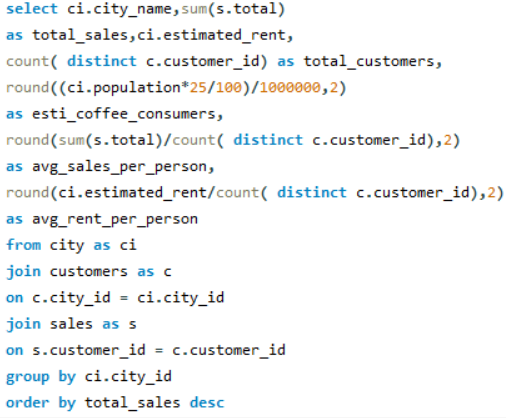 select ci.city_name,sum(s.total)
as total_sales,ci.estimated_rent,
count( distinct c.customer_id) as total_customers,
round((ci.population*25/100)/1000000,2)
as esti_coffee_consumers,
round(sum(s.total)/count( distinct c.customer_id),2)
as avg_sales_per_person,
round(ci.estimated_rent/count( distinct c.customer_id),2)
as avg_rent_per_person
from city as ci
join customers as c
on c.city_id = ci.city_id
join sales as s
on s.customer_id = c.customer_id
group by ci.city_id
order by total_sales desc